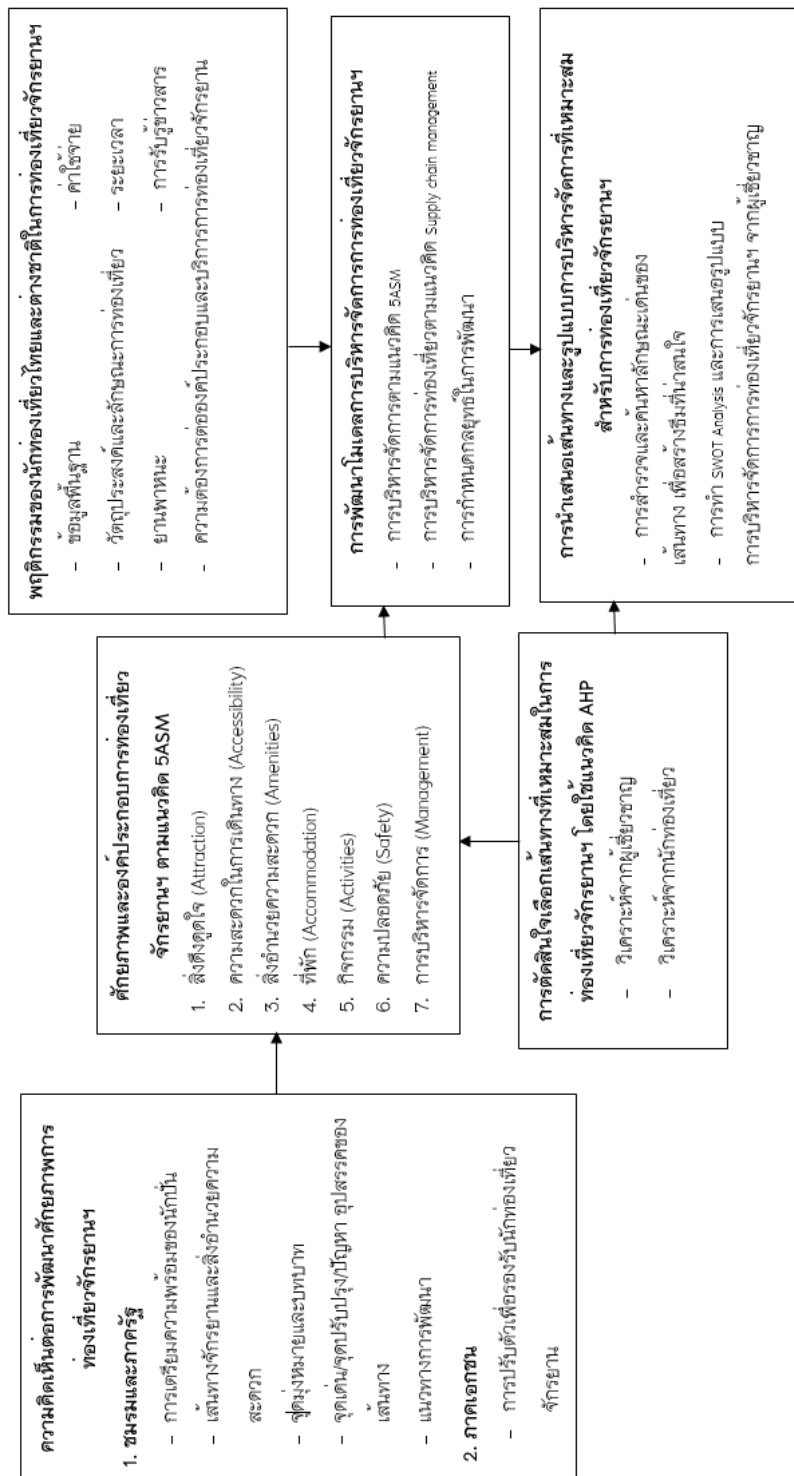 ความคิดเห็นต่อการพัฒนาศักยภาพการ
ท่องเที่ยวจักรยานฯ
1. ชมรมและภาครัฐ
- การเตรียมความพร้อมของนักปั่น
- เส้นทางจักรยานและสิ่งอำนวยความ
สะดวก
- จุดมุ่งหมายและบทบาท
- จุดเด่น/จุดปรับปรุง/ปัญหา อุปสรรคของ
เส้นทาง
- แนวทางการพัฒนา
2. ภาคเอกชน
- การปรับตัวเพื่อรองรับนักท่องเที่ยว
จักรยาน
ศักยภาพและองค์ประกอบการท่องเที่ยว
จักรยานฯ ตามแนวคิด 5ASM
1. สิ่งดึงดูดใจ (Attraction)
2. ความสะดวกในการเดินทาง (Accessibility)
3. สิ่งอำนวยความสะดวก (Amenities)
4. ที่พัก (Accommodation)
5. กิจกรรม (Activities)
6. ความปลอดภัย (Safety)
7. การบริหารจัดการ (Management)
การตัดสินใจเลือกเส้นทางที่เหมาะสมในการ
ท่องเที่ยวจักรยานฯ โดยใช้แนวคิด AHP
- วิเคราะห์จากผู้เชี่ยวชาญ
- วิเคราะห์จากนักท่องเที่ยว
พฤติกรรมของนักท่องเที่ยวไทยและต่างชาติในการท่องเที่ยวจักรยานฯ
- ข้อมูลพื้นฐาน - ค่าใช้จ่าย
- วัตถุประสงค์และลักษณะการท่องเที่ยว - ระยะเวลา
- ยานพาหนะ - การรับรู้ข่าวสาร
- ความต้องการต่อองค์ประกอบและบริการการท่องเที่ยวจักรยาน
การพัฒนาโมเดลการบริหารจัดการการท่องเที่ยวจักรยานฯ
- การบริหารจัดการตามแนวคิด 5ASM
- การบริหารจัดการท่องเที่ยวตามแนวคิด Supply chain management
- การกำหนดกลยุทธ์ในการพัฒนา
การนำเสนอเส้นทางและรูปแบบการบริหารจัดการที่เหมาะสม
สำหรับการท่องเที่ยวจักรยานฯ
- การสำรวจและค้นหาลักษณะเด่นของ
เส้นทาง เพื่อสร้างธีมที่น่าสนใจ
- การทำ SWOT Analysis และการเสนอรูปแบบ
การบริหารจัดการการท่องเที่ยวจักรยานฯ จากผู้เชี่ยวชาญ